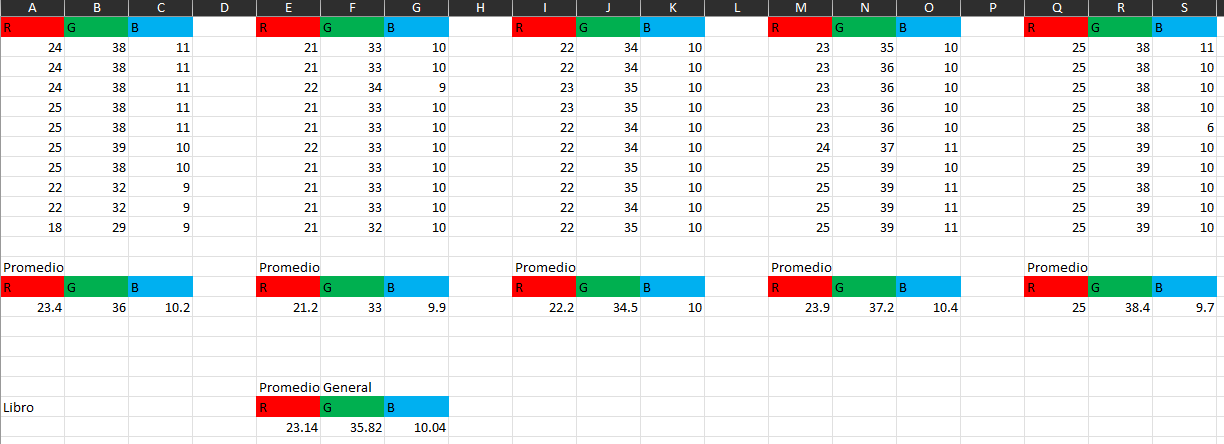 A B C D E F G H I J K L M N O P Q R S
R G B R G B R G B R G B R G B
24 38 11 21 33 10 22 34 10 23 35 10 25 38 11
24 38 11 21 33 10 22 34 10 23 36 10 25 38 10
24 38 11 22 34 9 23 35 10 23 36 10 25 38 10
25 38 11 21 33 10 23 35 10 23 36 10 25 38 10
25 38 11 21 33 10 22 34 10 23 36 10 25 38 6
25 39 10 22 33 10 22 34 10 24 37 11 25 39 10
25 38 10 21 33 10 22 35 10 25 39 10 25 39 10
22 32 9 21 33 10 22 35 10 25 39 11 25 38 10
22 32 9 21 33 10 22 34 10 25 39 11 25 39 10
18 29 9 21 32 10 22 35 10 25 39 11 25 39 10
Promedio Promedio Promedio Promedio Promedio
R G B R G B R G B R G B R G B
23.4 36 10.2 21.2 33 9.9 22.2 34.5 10 23.9 37.2 10.4 25 38.4 9.7
Promedio General
Libro R G B
23.14 35.82 10.04